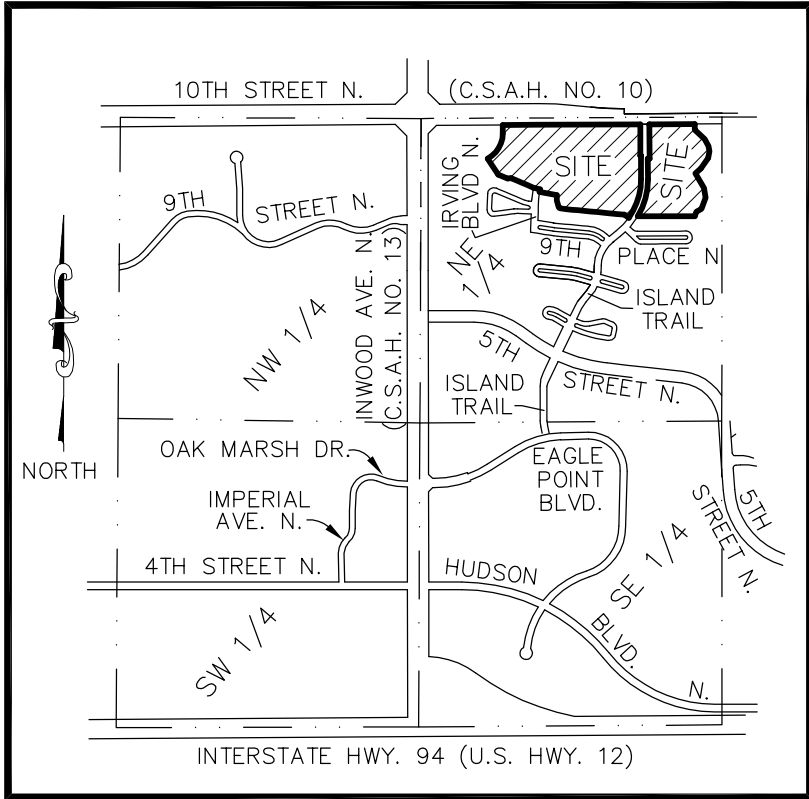 10TH STREET N.
(C.S.A.H. NO. 10)
SITE
SITE
IRVING
BLVD N.
9TH
STREET N.
NE
1/4
9TH
PLACE N
ISLAND
TRAIL
INWOOD AVE. N.
(C.S.A.H. NO. 13)
NW 1/4
5TH
STREET N.
ISLAND
TRAIL
NORTH
OAK MARSH DR.
EAGLE
POINT
BLVD.
IMPERIAL
AVE. N.
5TH
STREET N.
4TH STREET N.
HUDSON
BLVD.
N.
SE 1/4
SW 1/4
INTERSTATE HWY. 94 (U.S. HWY. 12)